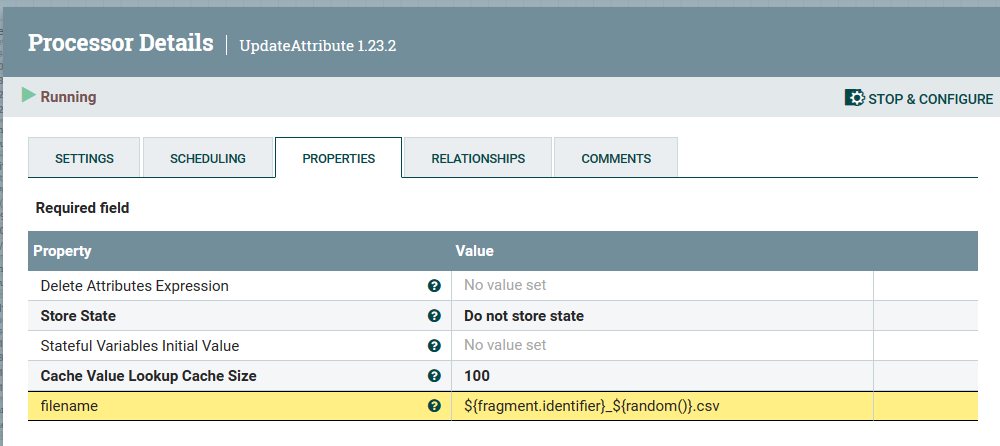 Processor Details | UpdateAttribute 1.23.2
Running STOP & CONFIGURE
SETTINGS SCHEDULING PROPERTIES RELATIONSHIPS COMMENTS
Required field
Property Value
Delete Attributes Expression No value set
Store State Do not store state
Stateful Variables Initial Value No value set
Cache Value Lookup Cache Size 100
filename ${fragment.identifier}_${random()}.csv